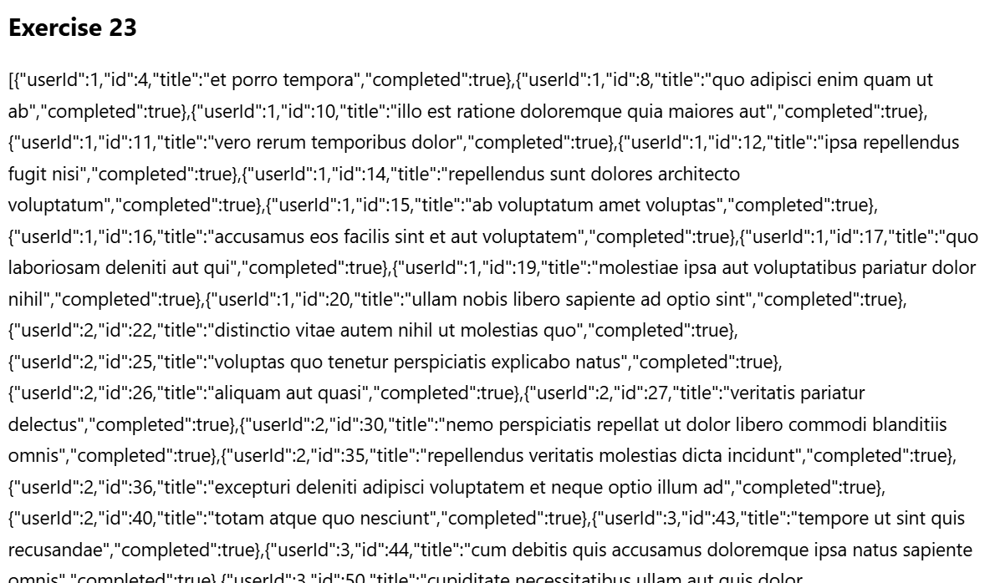 Exercise 23
[{"userId":1,"id":4,"title":"et porro tempora","completed":true},{"userId":1,"id":8,"title":"quo adipisci enim quam ut
ab","completed":true},{"userId":1,"id":10,"title":"illo est ratione doloremque quia maiores aut","completed":true},
{"userId":1,"id":11,"title":"vero rerum temporibus dolor","completed":true},{"userId":1,"id":12,"title":"ipsa repellendus
fugit nisi","completed":true},{"userId":1,"id":14,"title":"repellendus sunt dolores architecto
voluptatum","completed":true},{"userId":1,"id":15,"title":"ab voluptatum amet voluptas","completed":true},
{"userId":1,"id":16,"title":"accusamus eos facilis sint et aut voluptatem","completed":true},{"userId":1,"id":17,"title":"quo
laboriosam deleniti aut qui","completed":true},{"userId":1,"id":19,"title":"molestiae ipsa aut voluptatibus pariatur dolor
nihil","completed":true},{"userId":1,"id":20,"title":"ullam nobis libero sapiente ad optio sint","completed":true},
{"userId":2,"id":22,"title":"distinctio vitae autem nihil ut molestias quo","completed":true},
{"userId":2,"id":25,"title":"voluptas quo tenetur perspiciatis explicabo natus","completed":true},
{"userId":2,"id":26,"title":"aliquam aut quasi","completed":true},{"userId":2,"id":27,"title":"veritatis pariatur
delectus","completed":true},{"userId":2,"id":30,"title":"nemo perspiciatis repellat ut dolor libero commodi blanditiis
omnis","completed":true},{"userId":2,"id":35,"title":"repellendus veritatis molestias dicta incidunt","completed":true},
{"userId":2,"id":36,"title":"excepturi deleniti adipisci voluptatem et neque optio illum ad","completed":true},
{"userId":2,"id":40,"title":"totam atque quo nesciunt","completed":true},{"userId":3,"id":43,"title":"tempore ut sint quis
recusandae","completed":true},{"userId":3,"id":44,"title":"cum debitis quis accusamus doloremque ipsa natus sapiente
omnis","completed":true},{"userId":3,"id":50,"title":"cupiditate necessitatibus ullam aut quis dolor